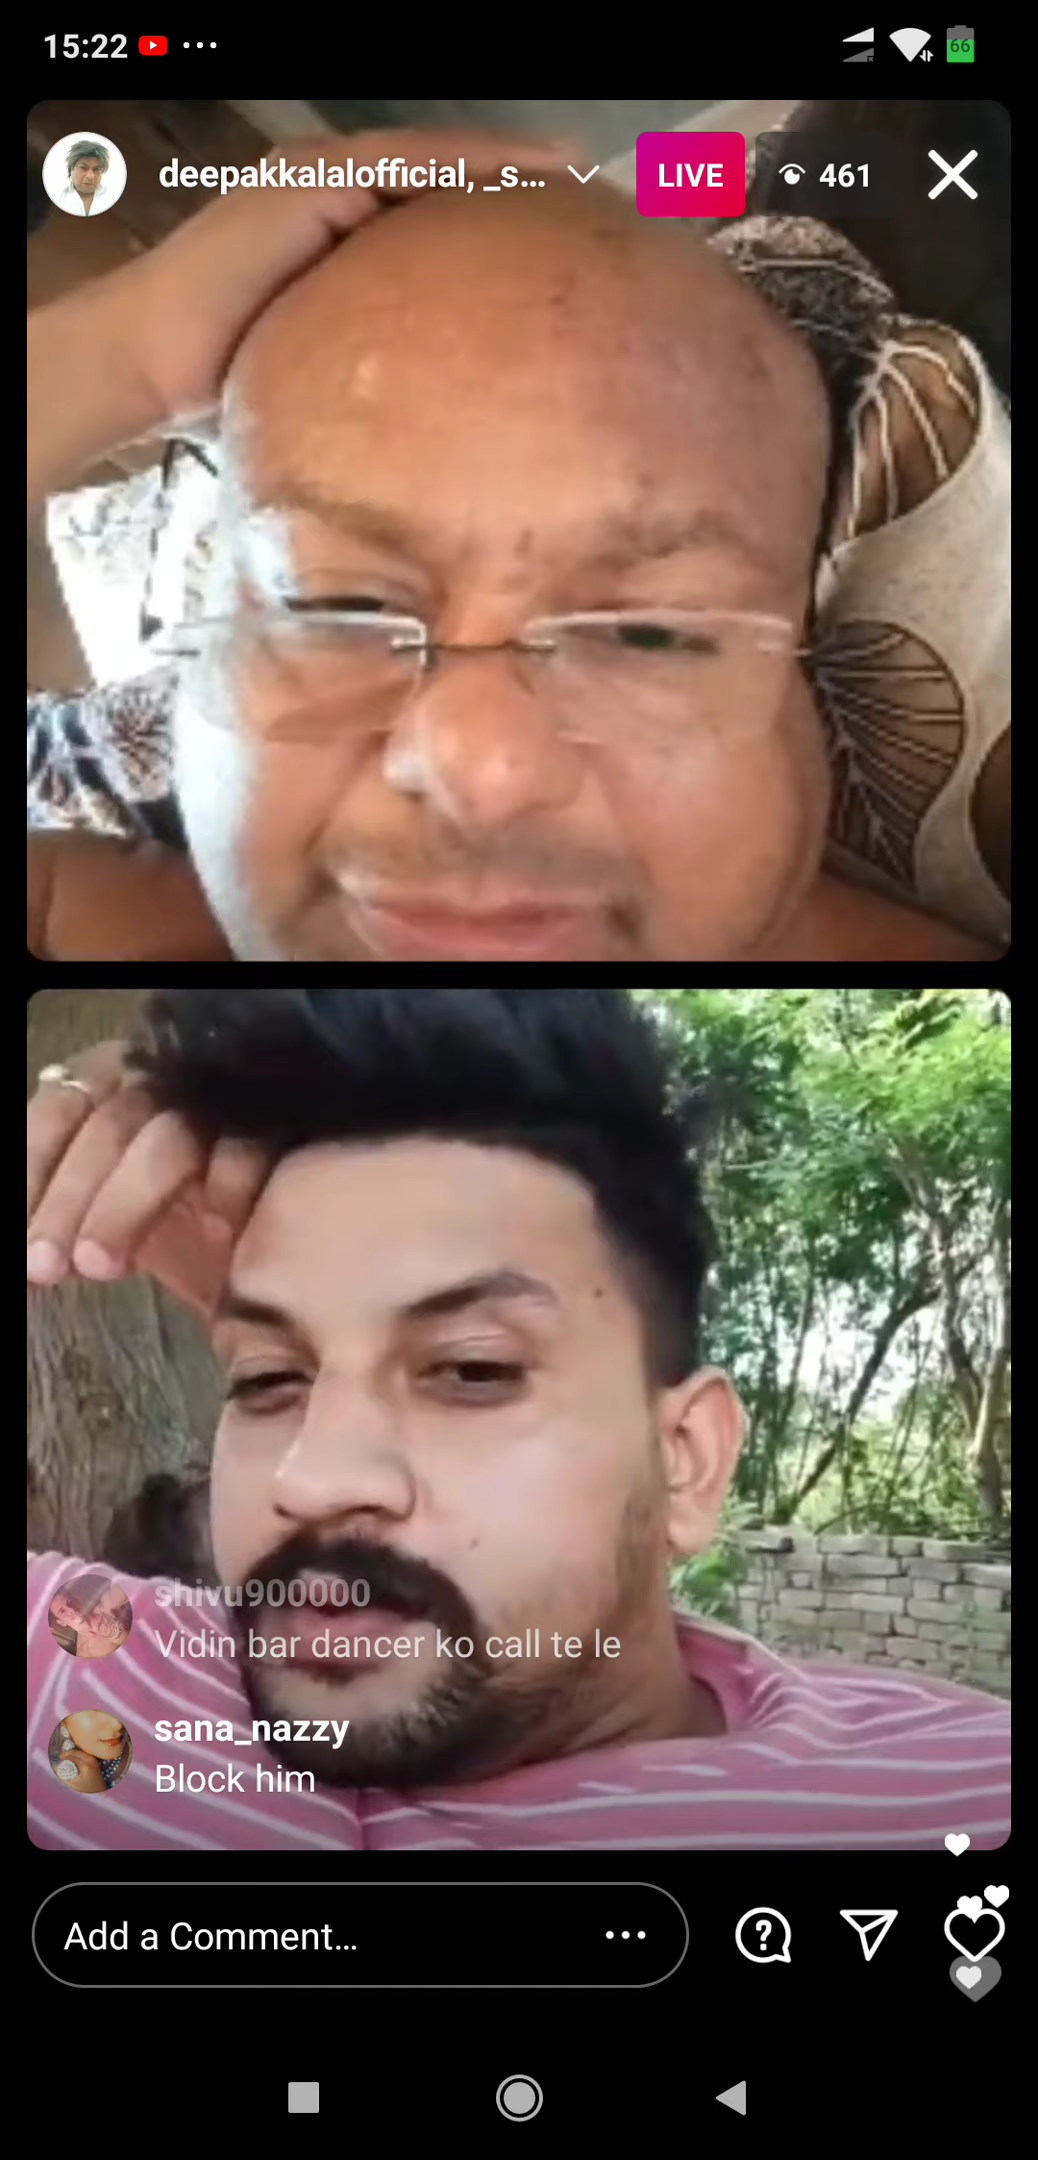 15:22
66
deepakkalalofficial, _s...
LIVE
461
shivu900000
Vidin bar dancer ko call te le
sana_nazzy
Block him
Add a Comment...